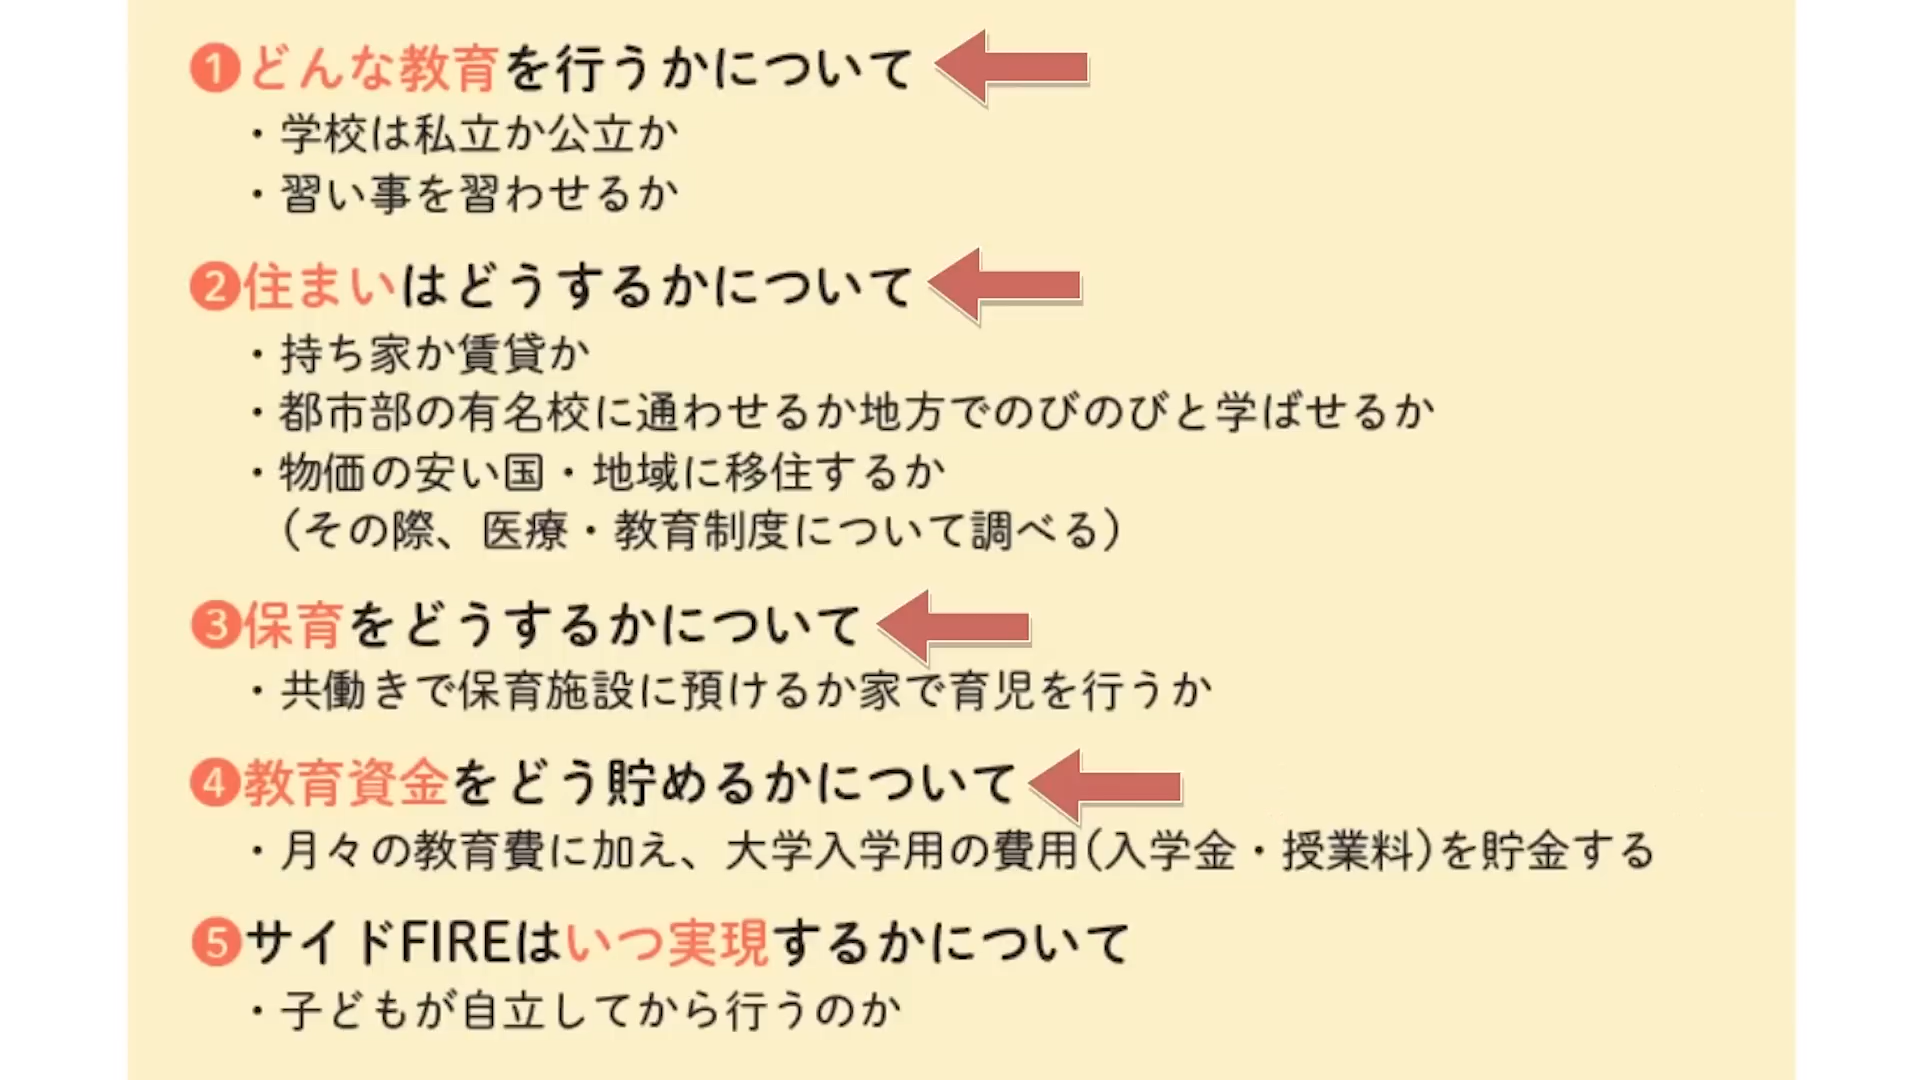 ❶どんな教育を行うかについて
・学校は私立か公立か
・習い事を習わせるか
❷住まいはどうするかについて
・持ち家か賃貸か
・都市部の有名校に通わせるか地方でのびのびと学ばせるか
・物価の安い国・地域に移住するか
（その際、医療・教育制度について調べる）
❸保育をどうするかについて
・共働きで保育施設に預けるか家で育児を行うか
❹教育資金をどう貯めるかについて
・月々の教育費に加え、大学入学用の費用(入学金・授業料)を貯金する
❺サイドFIREはいつ実現するかについて
・子どもが自立してから行うのか